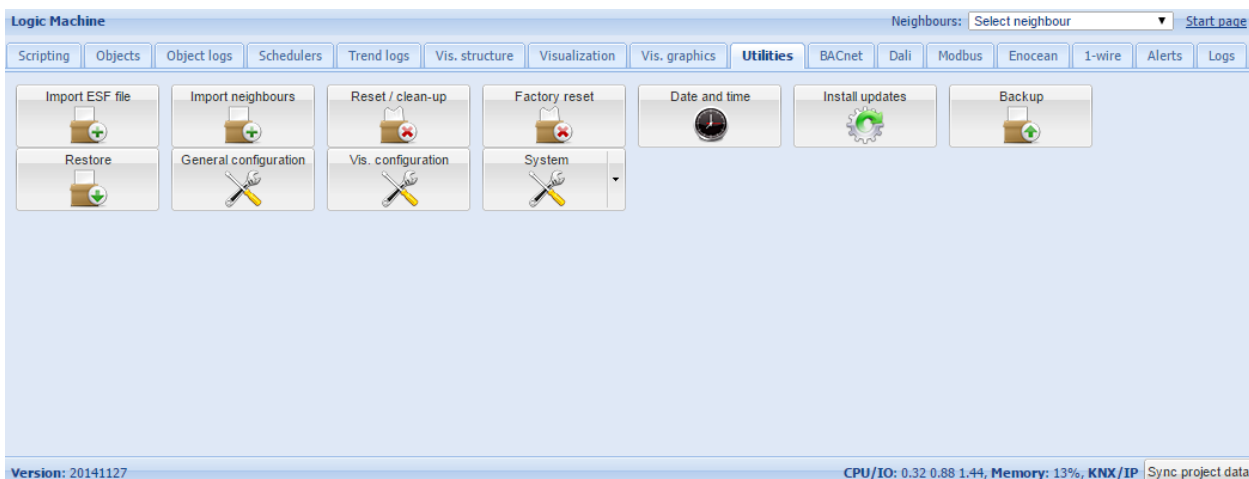 Logic Machine Neighbours: Select neighbour Start page
Scripting Objects Object logs Schedulers Trend logs Vis. structure Visualization Vis. graphics Utilities BACnet Dali Modbus Enocean 1-wire Alerts Logs
Import ESF file Import neighbours Reset / clean-up Factory reset Date and time Install updates Backup
Restore General configuration Vis. configuration System
Version: 20141127 CPU/IO: 0.32 0.88 1.44, Memory: 13%, KNX/IP Sync project data